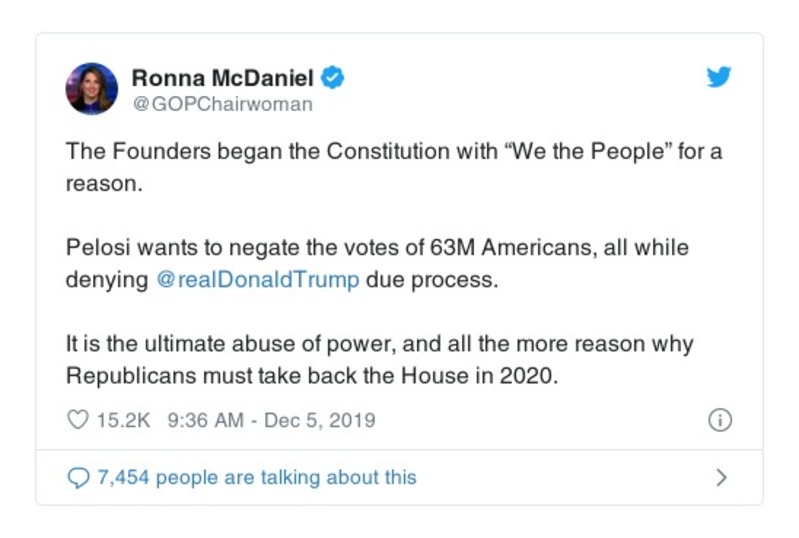 Ronna McDaniel
@GOPChairwoman
The Founders began the Constitution with “We the People” for a
reason.
Pelosi wants to negate the votes of 63M Americans, all while
denying @realDonaldTrump due process.
It is the ultimate abuse of power, and all the more reason why
Republicans must take back the House in 2020.
15.2K 9:36 AM - Dec 5, 2019
7,454 people are talking about this